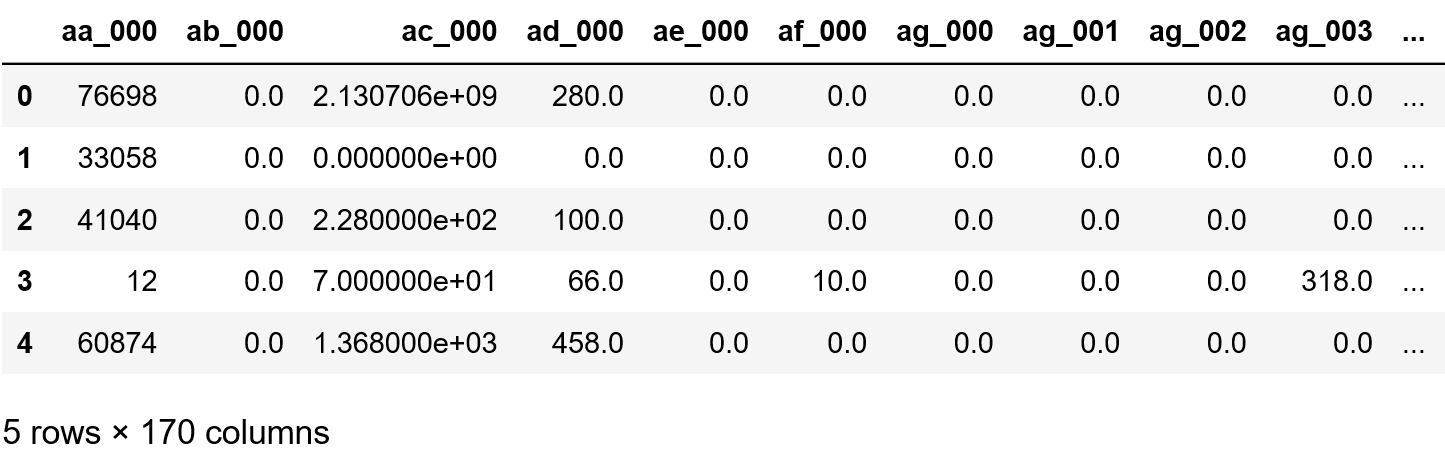 aa_000 ab_000 ac_000 ad_000 ae_000 af_000 ag_000 ag_001 ag_002 ag_003 ...
0 76698 0.0 2.130706e+09 280.0 0.0 0.0 0.0 0.0 0.0 0.0 ...
1 33058 0.0 0.000000e+00 0.0 0.0 0.0 0.0 0.0 0.0 0.0 ...
2 41040 0.0 2.280000e+02 100.0 0.0 0.0 0.0 0.0 0.0 0.0 ...
3 12 0.0 7.000000e+01 66.0 0.0 10.0 0.0 0.0 0.0 318.0 ...
4 60874 0.0 1.368000e+03 458.0 0.0 0.0 0.0 0.0 0.0 0.0 ...
5 rows × 170 columns